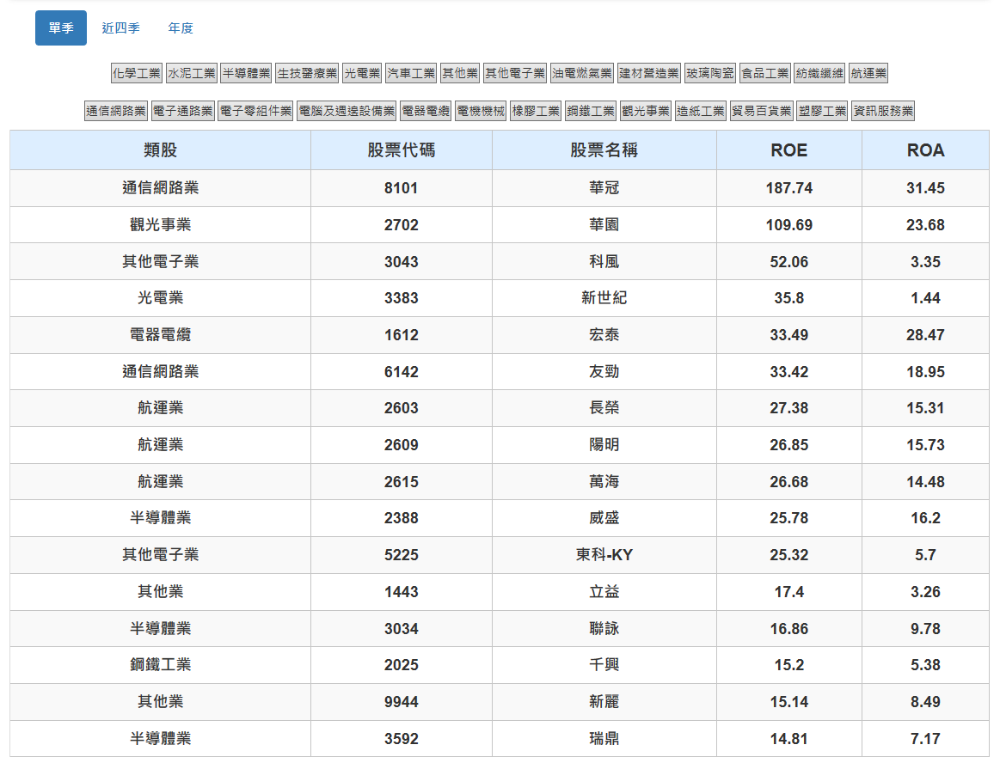 單季 近四季 年度
化學工業 水泥工業 半導體業 生技醫療業 光電業 汽車工業 其他業 其他電子業 油電燃氣業 建材營造業 玻璃陶瓷 食品工業 紡織纖維 航運業
通信網路業 電子通路業 電子零組件業 電腦及週邊設備業 電器電纜 電機機械 橡膠工業 鋼鐵工業 觀光事業 造紙工業 貿易百貨業 塑膠工業 資訊服務業
類股 股票代碼 股票名稱 ROE ROA
通信網路業 8101 華冠 187.74 31.45
觀光事業 2702 華園 109.69 23.68
其他電子業 3043 科風 52.06 3.35
光電業 3383 新世紀 35.8 1.44
電器電纜 1612 宏泰 33.49 28.47
通信網路業 6142 友勁 33.42 18.95
航運業 2603 長榮 27.38 15.31
航運業 2609 陽明 26.85 15.73
航運業 2615 萬海 26.68 14.48
半導體業 2388 威盛 25.78 16.2
其他電子業 5225 東科-KY 25.32 5.7
其他業 1443 立益 17.4 3.26
半導體業 3034 聯詠 16.86 9.78
鋼鐵工業 2025 千興 15.2 5.38
其他業 9944 新麗 15.14 8.49
半導體業 3592 瑞鼎 14.81 7.17